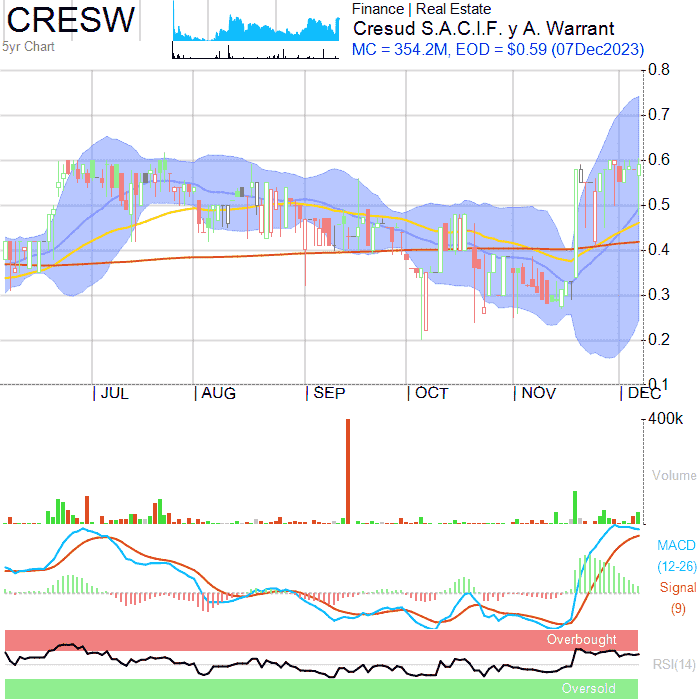 CRESW
5yr Chart
Finance | Real Estate
Cresud S.A.C.I.F. y A. Warrant
MC = 354.2M, EOD = $0.59 (07Dec2023)
0.8
0.7
0.6
0.5
0.4
0.3
0.2
0.1
JUL AUG SEP OCT NOV DEC
400k
Volume
MACD
(12-26)
Signal
(9)
Overbought
RSI(14)
Oversold